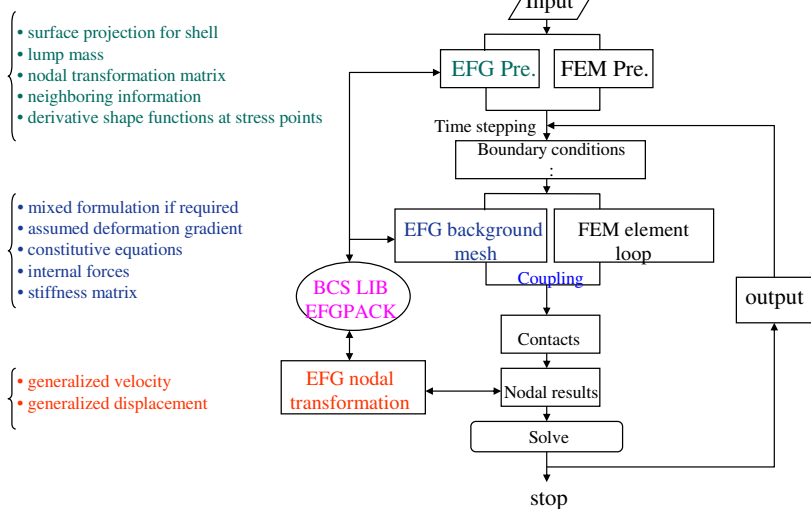 Input
• surface projection for shell
• lump mass
• nodal transformation matrix
• neighboring information
• derivative shape functions at stress points
EFG Pre.
FEM Pre.
Time stepping
Boundary conditions
:
• mixed formulation if required
• assumed deformation gradient
• constitutive equations
• internal forces
• stiffness matrix
EFG background
mesh
FEM element
loop
Coupling
BCS LIB
EFGPACK
output
Contacts
• generalized velocity
• generalized displacement
EFG nodal
transformation
Nodal results
Solve
stop